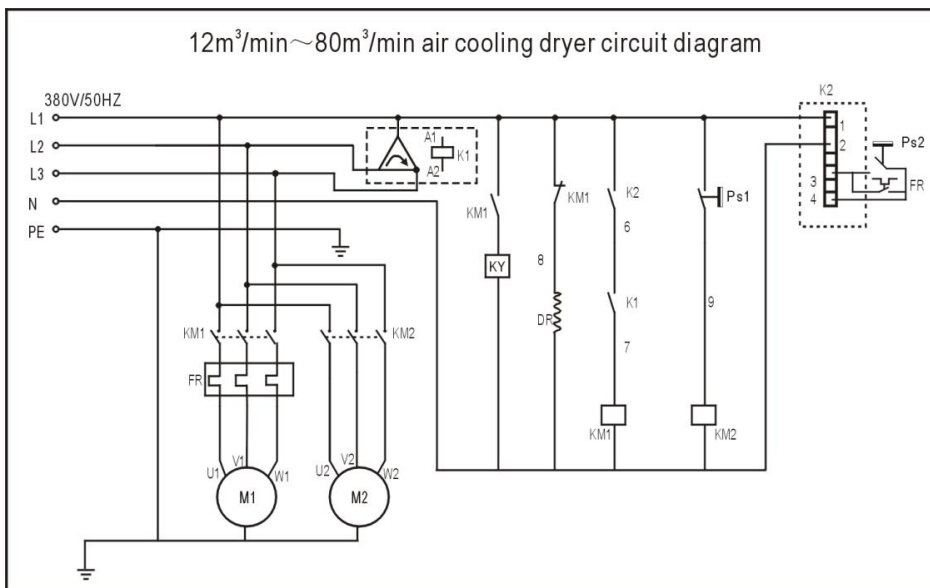 12m³/min～80m³/min air cooling dryer circuit diagram
380V/50HZ
K2
L1
L2
L3
N
PE
A1
K1
A2
1
2
3
4
Ps2
FR
KM1
KM1
K2
Ps1
6
KY
8
K1
9
DR
7
KM1
KM2
FR
KM1
KM2
U1
V1
W1
U2
V2
W2
M1
M2